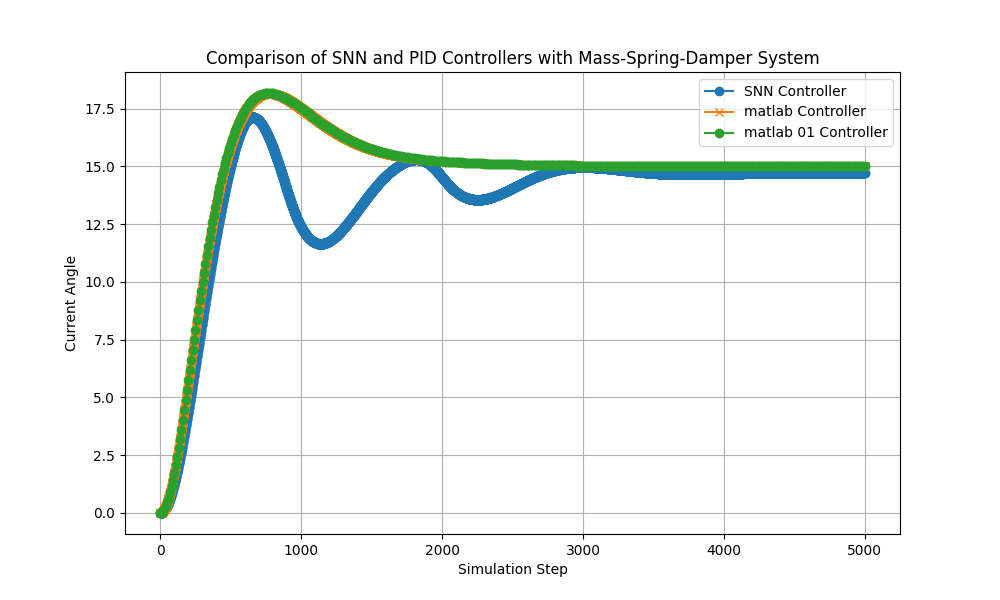 Comparison of SNN and PID Controllers with Mass-Spring-Damper System
SNN Controller
matlab Controller
matlab 01 Controller
Current Angle
17.5
15.0
12.5
10.0
7.5
5.0
2.5
0.0
0 1000 2000 3000 4000 5000
Simulation Step